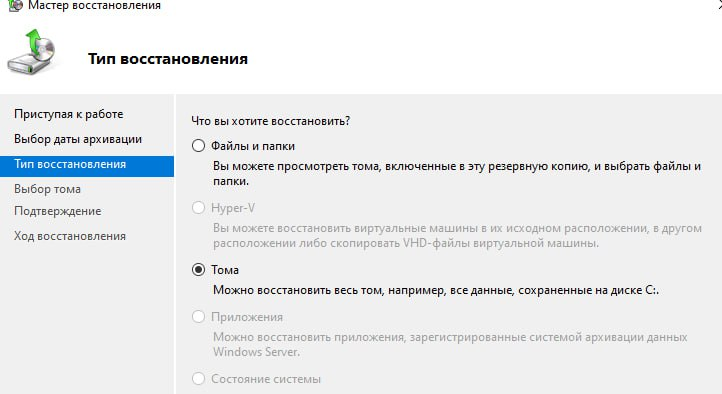 Мастер восстановления
Тип восстановления
Приступая к работе
Выбор даты архивации
Тип восстановления
Выбор тома
Подтверждение
Ход восстановления
Что вы хотите восстановить?
Файлы и папки
Вы можете просмотреть тома, включенные в эту резервную копию, и выбрать файлы и
папки.
Hyper-V
Вы можете восстановить виртуальные машины в их исходном расположении, в другом
расположении либо скопировать VHD-файлы виртуальной машины.
Тома
Можно восстановить весь том, например, все данные, сохраненные на диске C:.
Приложения
Можно восстановить приложения, зарегистрированные системой архивации данных
Windows Server.
Состояние системы